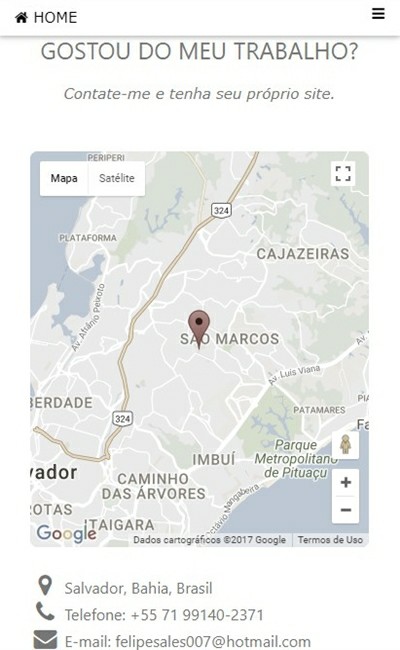 HOME
GOSTOU DO MEU TRABALHO?
Contate-me e tenha seu próprio site.
PERIPERI
Mapa Satélite
324
PLATAFORMA
CAJAZEIRAS
Av. Afrânio Peixoto
SÃO MARCOS
Av. Luís Viana
BERDADE
324
PATAMARES
Parque
Metropolitano
de Pituaçu
IMBUÍ
vador
CAMINHO
DAS ÁRVORES
Octávio Mangabeira
ROTAS
ITAIGARA
Google
Dados cartográficos ©2017 Google Termos de Uso
Salvador, Bahia, Brasil
Telefone: +55 71 99140-2371
E-mail: felipesales007@hotmail.com